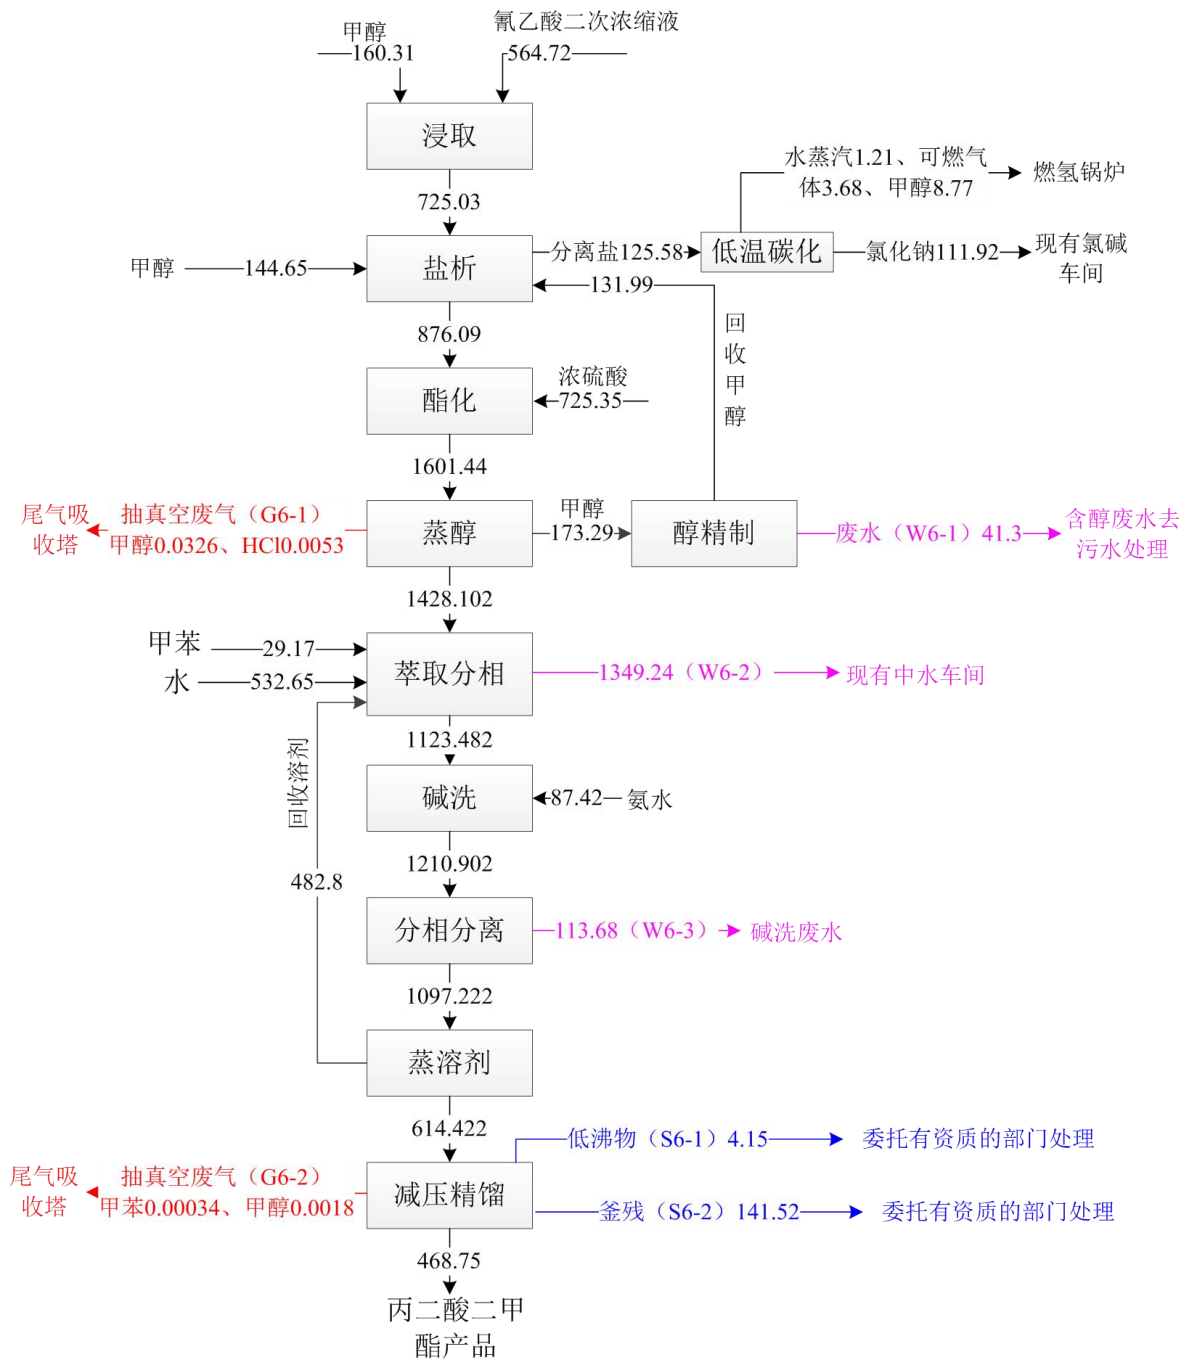 甲醇
160.31
氰乙酸二次浓缩液
564.72
浸取
725.03
水蒸汽1.21、可燃气
体3.68、甲醇8.77
燃氢锅炉
甲醇
144.65
盐析
分离盐125.58
低温碳化
氯化钠111.92
现有氯碱
车间
131.99
回收甲醇
876.09
酯化
浓硫酸
725.35
1601.44
尾气吸
收塔
抽真空废气（G6-1）
甲醇0.0326、HCl0.0053
蒸醇
甲醇
173.29
醇精制
废水（W6-1）41.3
含醇废水去
污水处理
1428.102
甲苯
29.17
水
532.65
萃取分相
1349.24（W6-2）
现有中水车间
回收溶剂
1123.482
碱洗
87.42
氨水
1210.902
482.8
分相分离
113.68（W6-3）
碱洗废水
1097.222
蒸溶剂
614.422
低沸物（S6-1）4.15
委托有资质的部门处理
尾气吸
收塔
抽真空废气（G6-2）
甲苯0.00034、甲醇0.0018
减压精馏
釜残（S6-2）141.52
委托有资质的部门处理
468.75
丙二酸二甲
酯产品